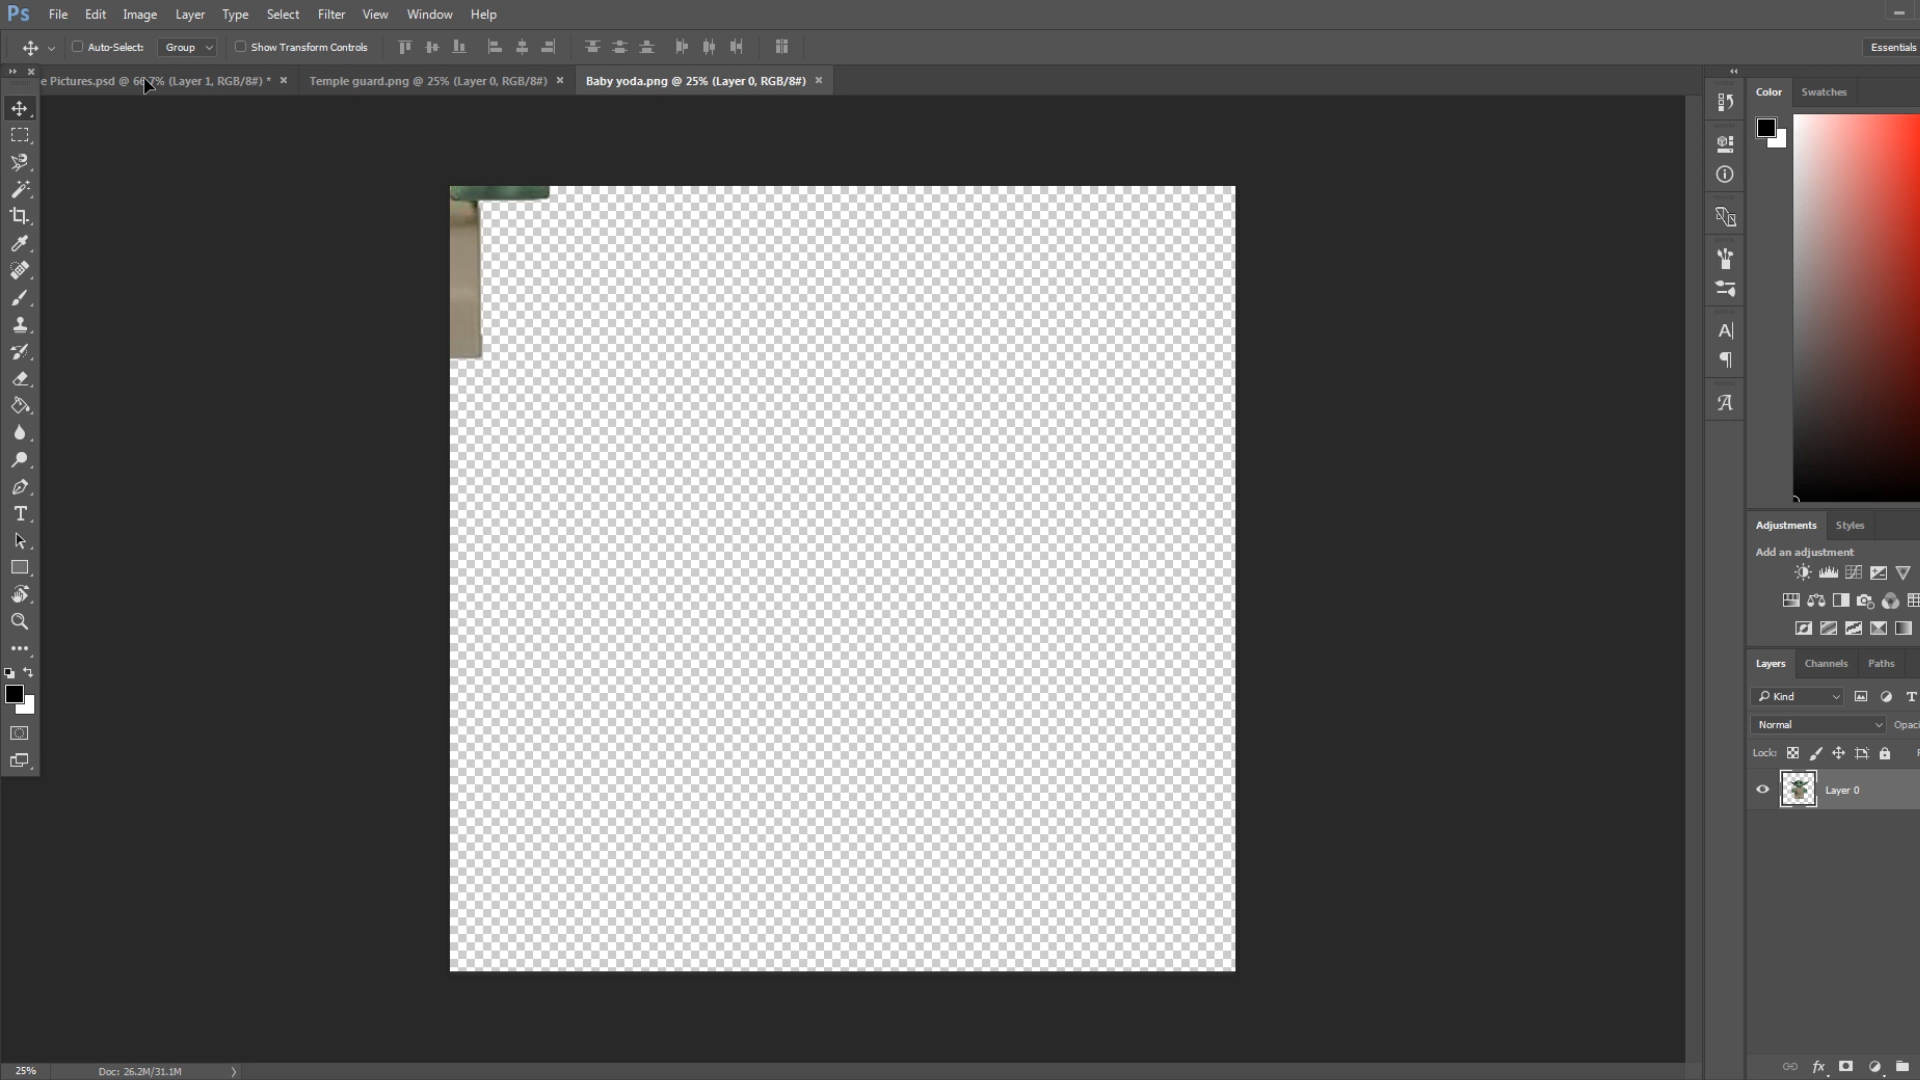 Ps File Edit Image Layer Type Select Filter View Window Help
Auto-Select: Group Show Transform Controls Essentials
e Pictures.psd @ 66.7% (Layer 1, RGB/8#) * Temple guard.png @ 25% (Layer 0, RGB/8#) Baby yoda.png @ 25% (Layer 0, RGB/8#)
Color Swatches
Adjustments Styles
Add an adjustment
Layers Channels Paths
Kind
Normal Opaci
Lock:
Layer 0
25% Doc: 26.2M/31.1M
fx